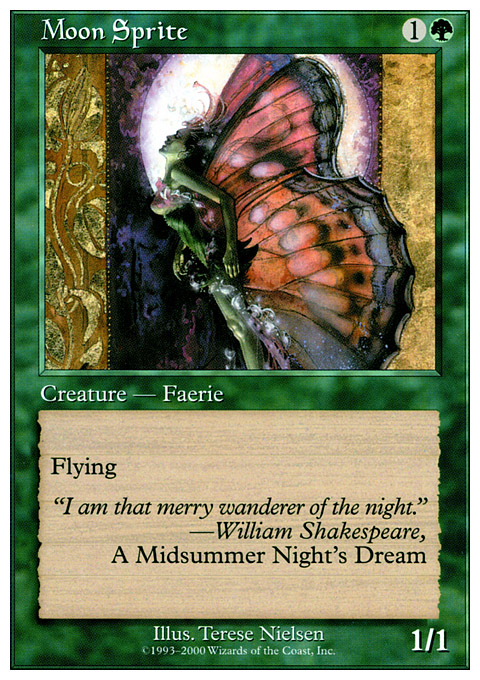 Moon Sprite 1
Creature — Faerie
Flying
“I am that merry wanderer of the night.”
—William Shakespeare,
A Midsummer Night’s Dream
Illus. Terese Nielsen
©1993–2000 Wizards of the Coast, Inc.
1/1